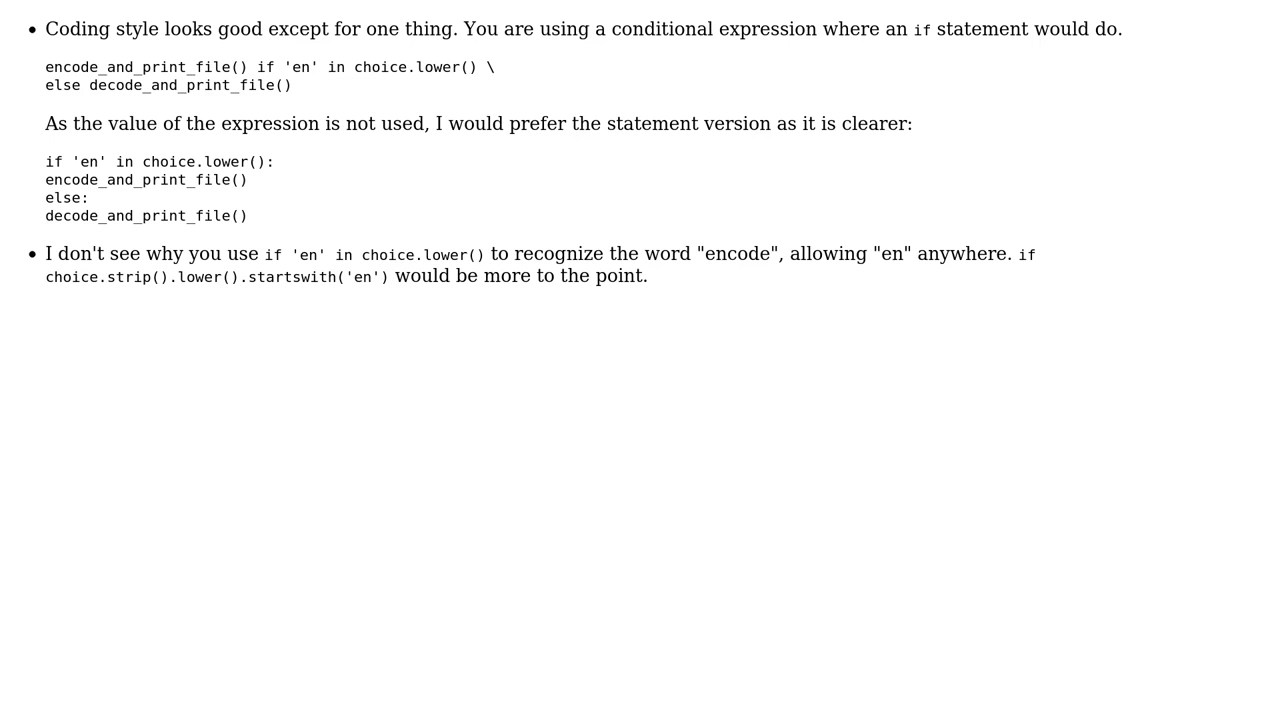 • Coding style looks good except for one thing. You are using a conditional expression where an if statement would do.
encode_and_print_file() if 'en' in choice.lower() \
else decode_and_print_file()
As the value of the expression is not used, I would prefer the statement version as it is clearer:
if 'en' in choice.lower():
encode_and_print_file()
else:
decode_and_print_file()
• I don't see why you use if 'en' in choice.lower() to recognize the word "encode", allowing "en" anywhere. if
choice.strip().lower().startswith('en') would be more to the point.